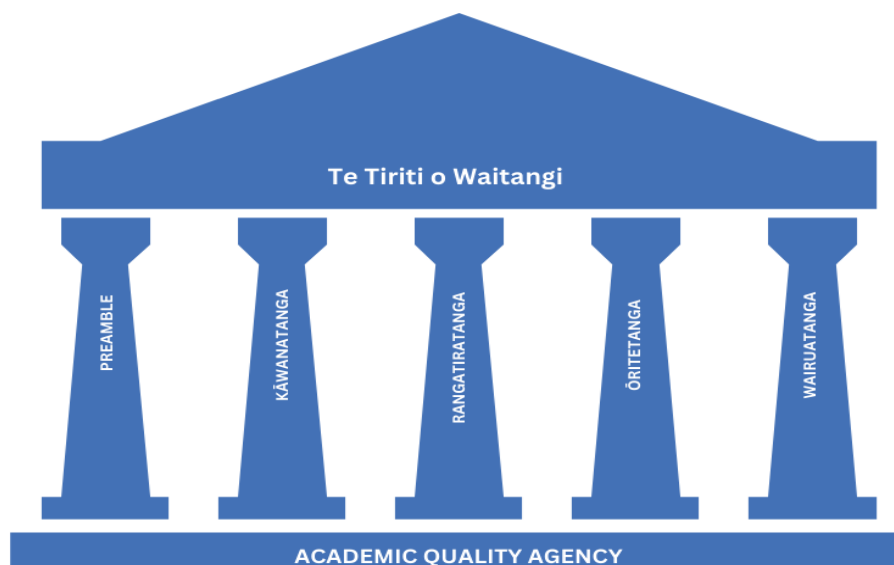 Te Tiriti o Waitangi
PREAMBLE
KĀWANATANGA
RANGATIRATANGA
ŌRITETANGA
WAIRUATANGA
ACADEMIC QUALITY AGENCY